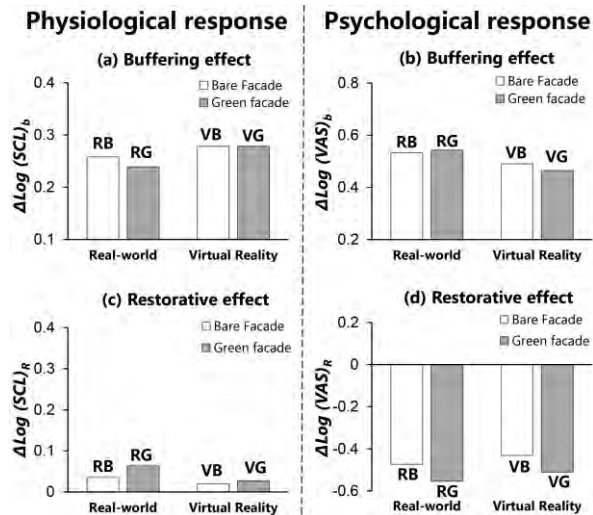 Physiological response
Psychological response
(a) Buffering effect
0.4
0.3
0.2
0.1
ΔLog (SCL)b
Bare Facade
Green facade
RB
RG
VB
VG
Real-world
Virtual Reality
(b) Buffering effect
0.8
0.6
0.4
0.2
ΔLog (VAS)b
Bare Facade
Green facade
RB
RG
VB
VG
Real-world
Virtual Reality
(c) Restorative effect
0.4
0.3
0.2
0.1
0
ΔLog (SCL)R
Bare Facade
Green facade
RB
RG
VB
VG
Real-world
Virtual Reality
(d) Restorative effect
0.2
0
-0.2
-0.4
-0.6
ΔLog (VAS)R
Bare Facade
Green facade
RB
RG
VB
VG
Real-world
Virtual Reality